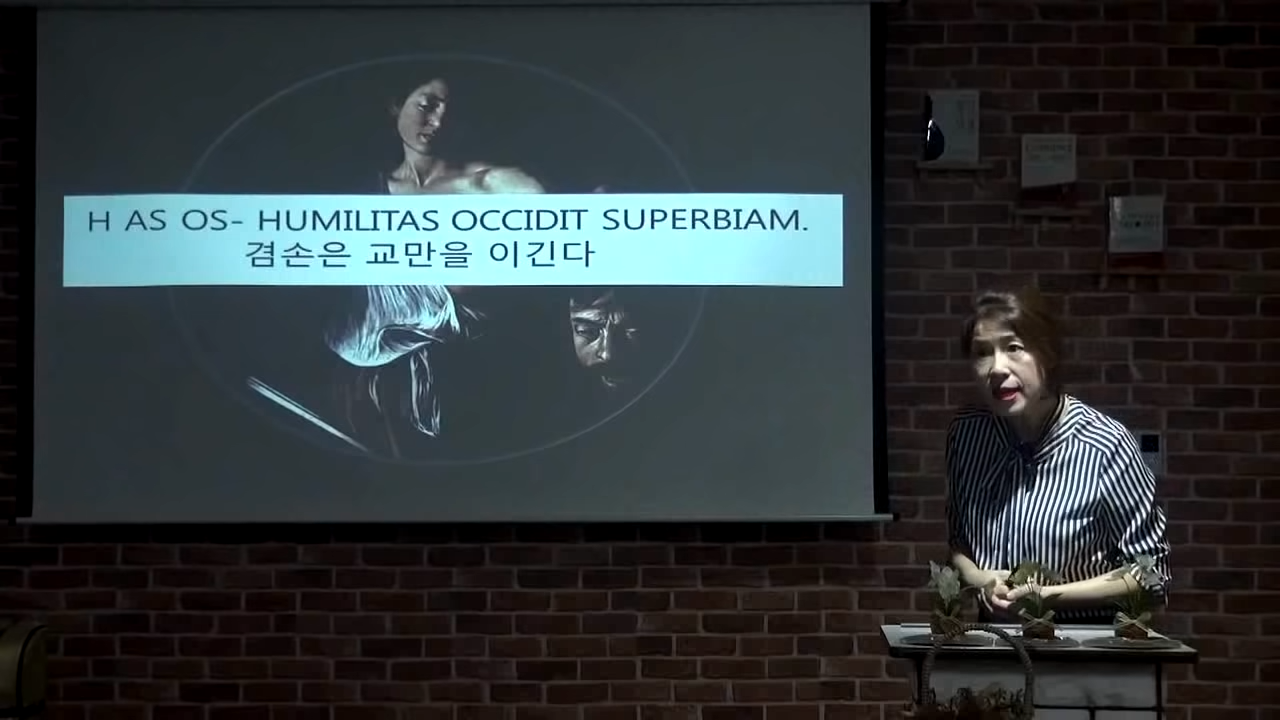 H AS OS- HUMILITAS OCCIDIT SUPERBIAM.
겸손은 교만을 이긴다